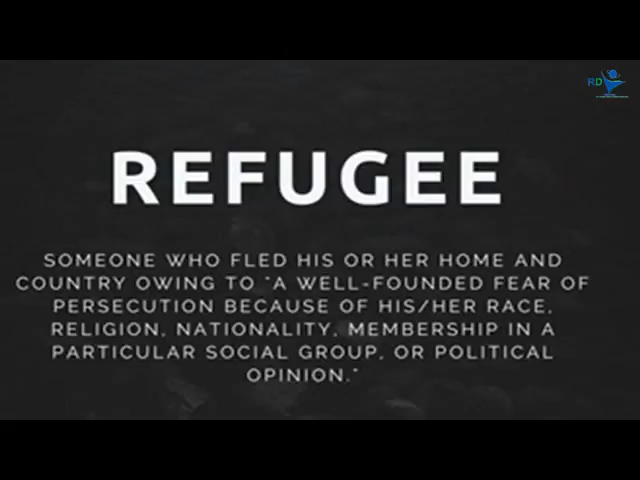 RD
REFUGEE
SOMEONE WHO FLED HIS OR HER HOME AND
COUNTRY OWING TO "A WELL-FOUNDED FEAR OF
PERSECUTION BECAUSE OF HIS/HER RACE,
RELIGION, NATIONALITY, MEMBERSHIP IN A
PARTICULAR SOCIAL GROUP, OR POLITICAL
OPINION."